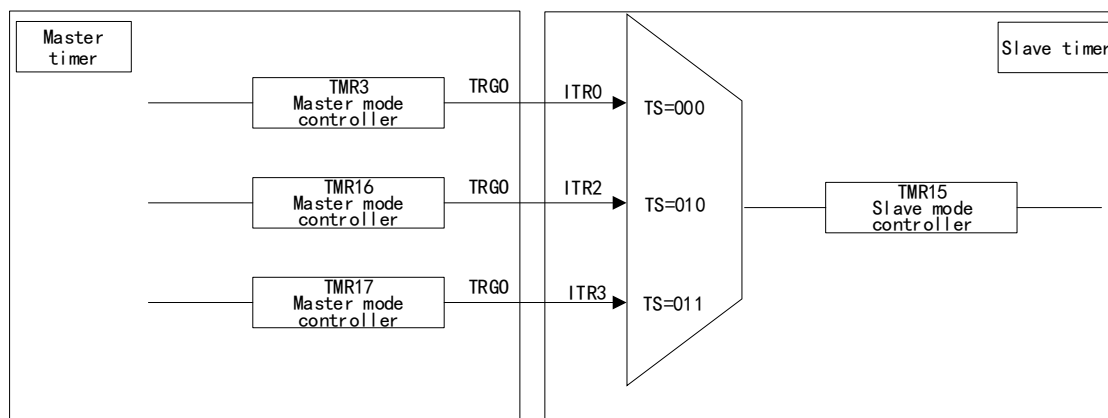 Master
timer
Slave timer
TMR3
Master mode
controller
TRGO
ITR0
TS=000
TMR16
Master mode
controller
TRGO
ITR2
TS=010
TMR15
Slave mode
controller
TMR17
Master mode
controller
TRGO
ITR3
TS=011